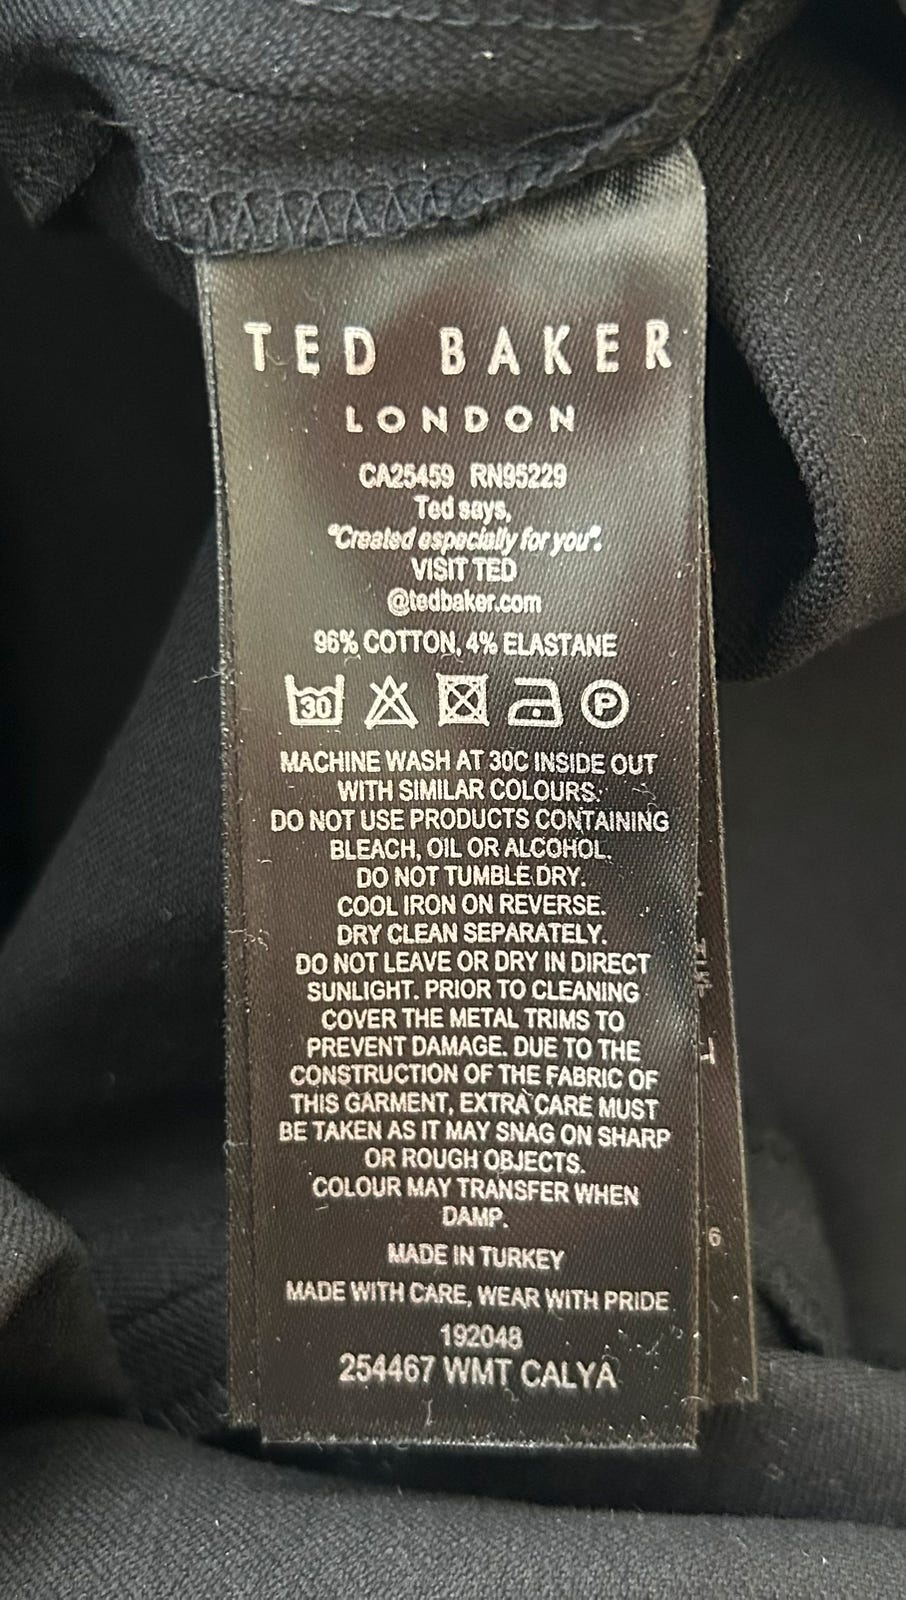 TED BAKER
LONDON
CA25459 RN95229
Ted says,
"Created especially for you".
VISIT TED
@tedbaker.com
96% COTTON, 4% ELASTANE
30 P
MACHINE WASH AT 30C INSIDE OUT
WITH SIMILAR COLOURS.
DO NOT USE PRODUCTS CONTAINING
BLEACH, OIL OR ALCOHOL.
DO NOT TUMBLE DRY.
COOL IRON ON REVERSE.
DRY CLEAN SEPARATELY.
DO NOT LEAVE OR DRY IN DIRECT
SUNLIGHT. PRIOR TO CLEANING
COVER THE METAL TRIMS TO
PREVENT DAMAGE. DUE TO THE
CONSTRUCTION OF THE FABRIC OF
THIS GARMENT, EXTRA CARE MUST
BE TAKEN AS IT MAY SNAG ON SHARP
OR ROUGH OBJECTS.
COLOUR MAY TRANSFER WHEN
DAMP.
MADE IN TURKEY
MADE WITH CARE, WEAR WITH PRIDE
192048
254467 WMT CALYA
6